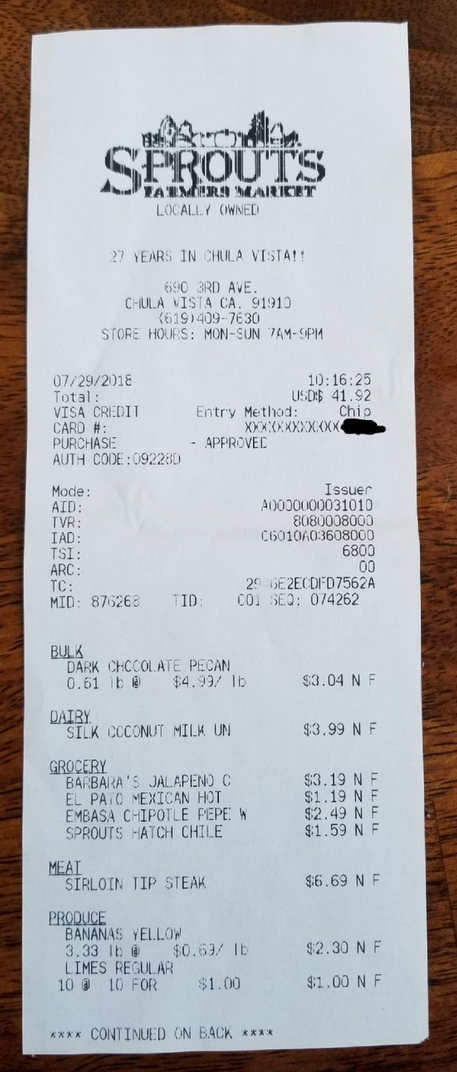 SPROUTS
FARMERS MARKET
LOCALLY OWNED
27 YEARS IN CHULA VISTA!!
690 3RD AVE.
CHULA VISTA CA. 91910
(619)409-7630
STORE HOURS: MON-SUN 7AM-9PM
07/29/2018 10:16:25
Total: USD$ 41.92
VISA CREDIT Entry Method: Chip
CARD #: XXXXXXXXXXXX
PURCHASE - APPROVED
AUTH CODE:09228D
Mode: Issuer
AID: A0000000031010
TVR: 8080008000
IAD: C6010A03608000
TSI: 6800
ARC: 00
TC:
MID: 876268 TID: 001 SEQ: 074262
BULK
DARK CHOCOLATE PECAN
0.61 lb @ $4.99/ lb $3.04 N F
DAIRY
SILK COCONUT MILK UN $3.99 N F
GROCERY
BARBARA'S JALAPENO C $3.19 N F
EL PATO MEXICAN HOT $1.19 N F
EMBASA CHIPOTLE PEPE W $2.49 N F
SPROUTS HATCH CHILE $1.59 N F
MEAT
SIRLOIN TIP STEAK $6.69 N F
PRODUCE
BANANAS YELLOW
3.33 lb @ $0.69/ lb $2.30 N F
LIMES REGULAR
10 @ 10 FOR $1.00 $1.00 N F
**** CONTINUED ON BACK ****